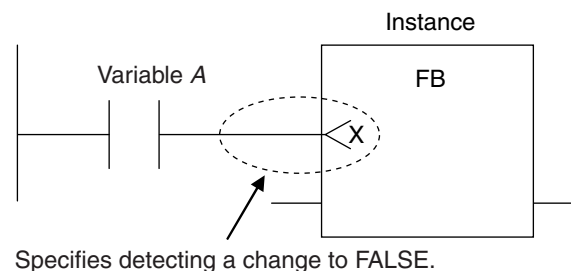 Instance
Variable A
FB
X
Specifies detecting a change to FALSE.